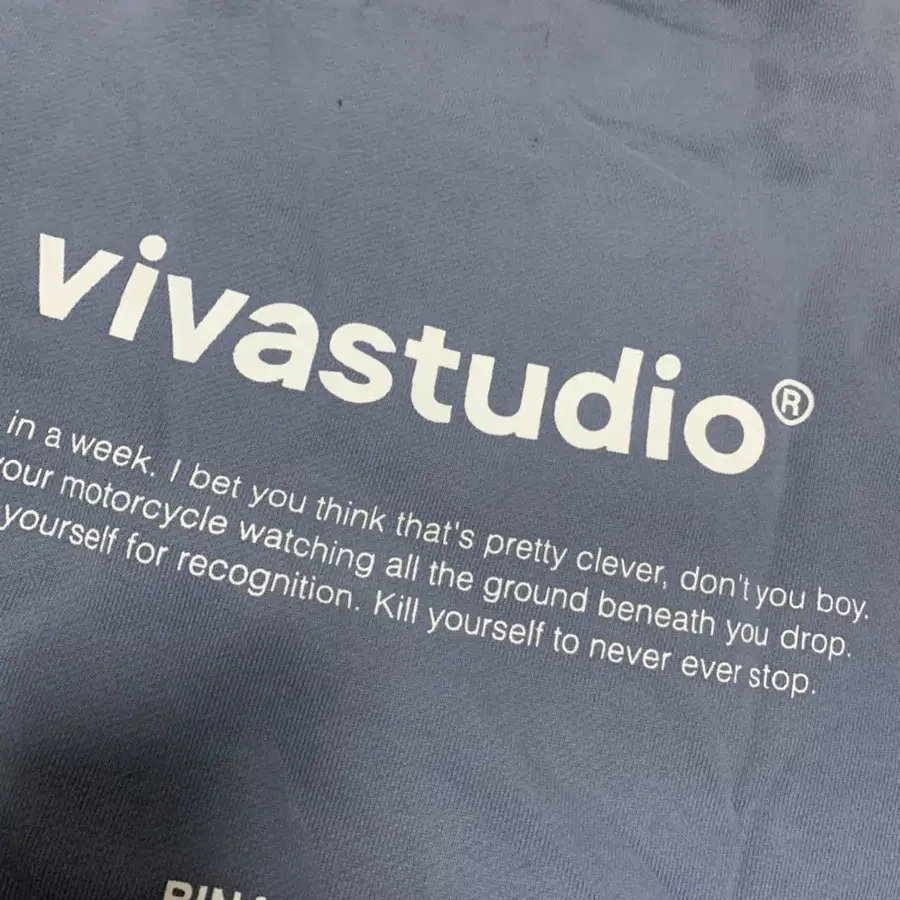 vivastudio®
in a week. I bet you think that's pretty clever, don't you boy.
your motorcycle watching all the ground beneath you drop.
yourself for recognition. Kill yourself to never ever stop.